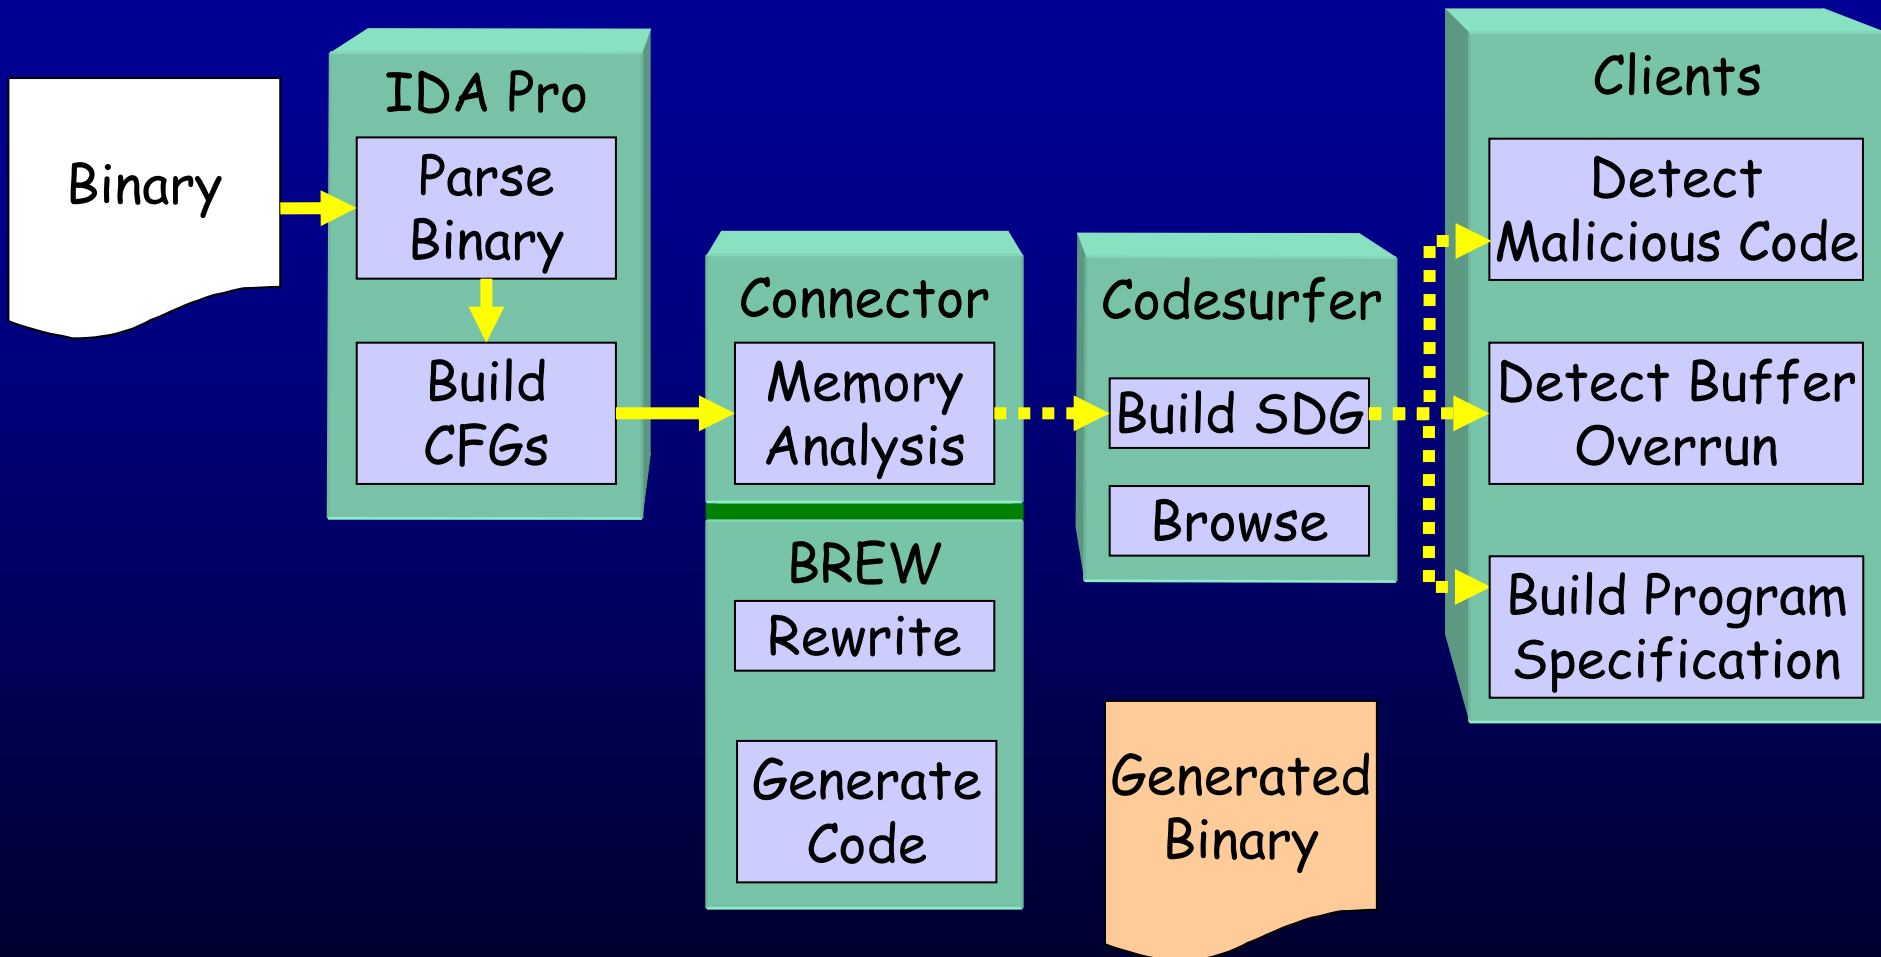 Binary
IDA Pro
Parse
Binary
Build
CFGs
Connector
Memory
Analysis
BREW
Rewrite
Generate
Code
Codesurfer
Build SDG
Browse
Generated
Binary
Clients
Detect
Malicious Code
Detect Buffer
Overrun
Build Program
Specification